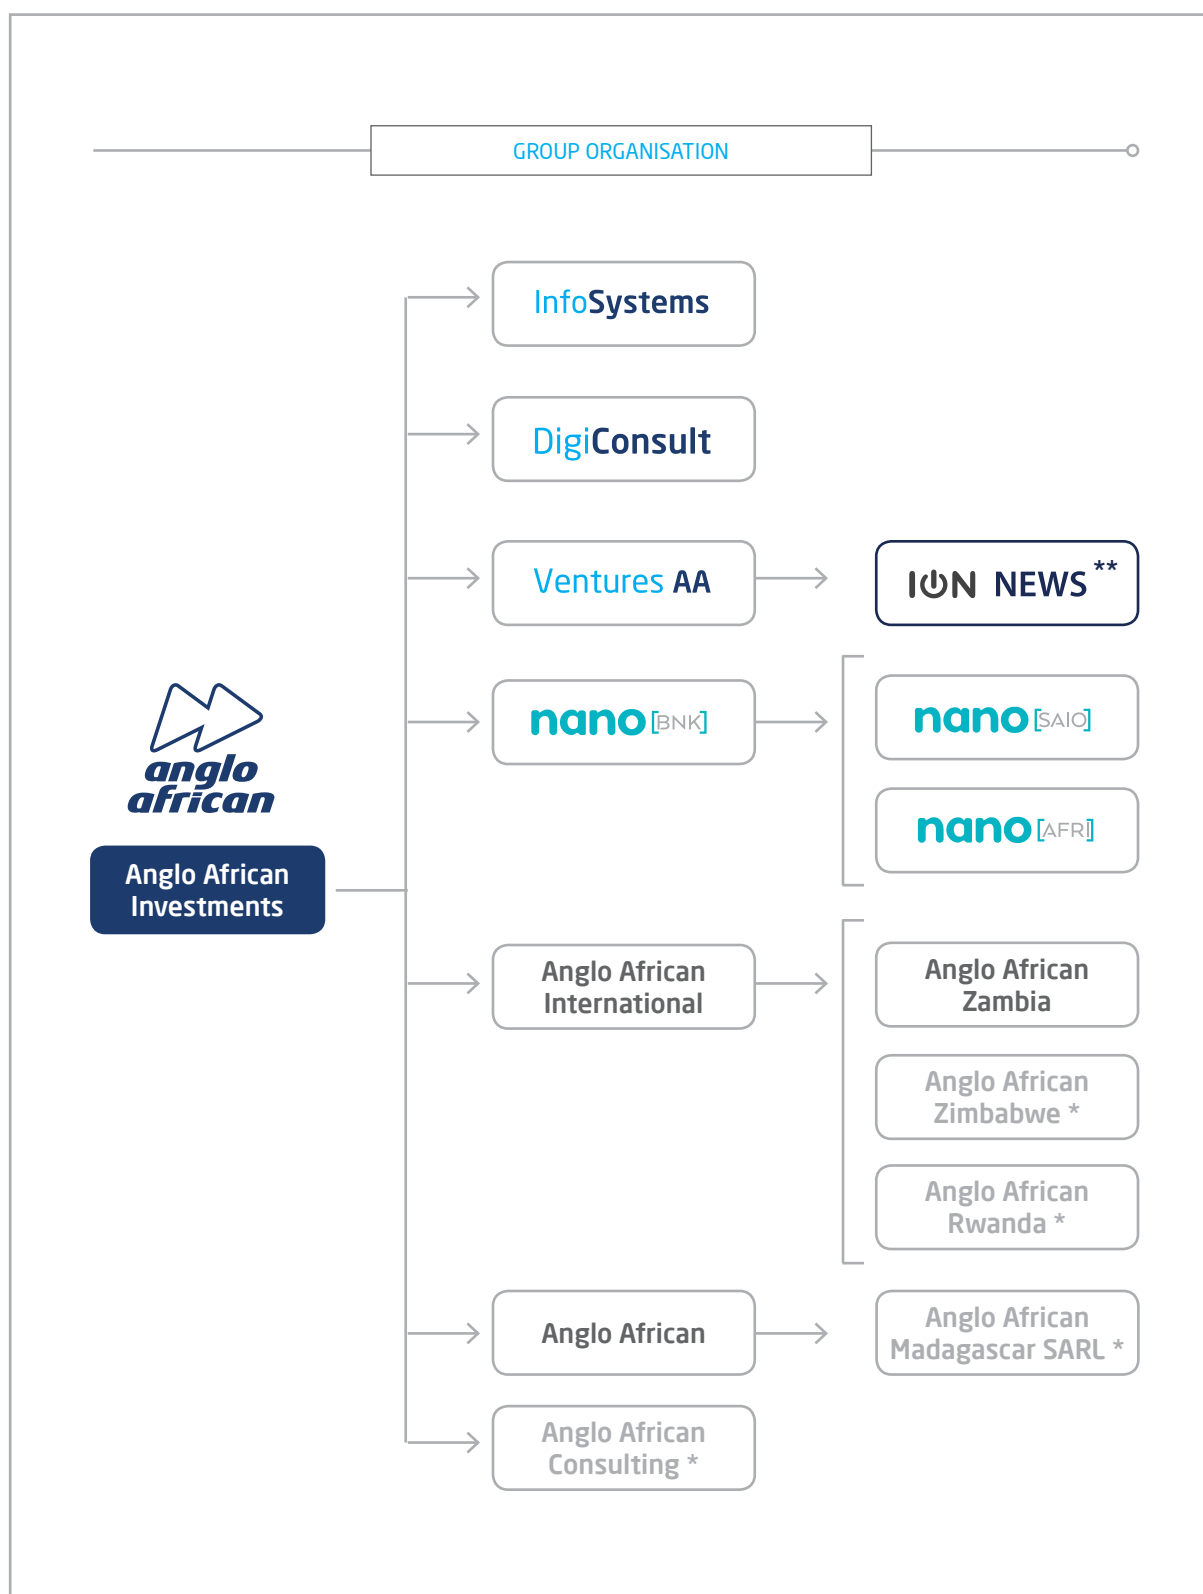 GROUP ORGANISATION
InfoSystems
DigiConsult
Ventures AA
ION NEWS **
nano [BNK]
nano [SAIO]
nano [AFRI]
anglo
african
Anglo African
Investments
Anglo African
International
Anglo African
Zambia
Anglo African
Zimbabwe *
Anglo African
Rwanda *
Anglo African
Anglo African
Madagascar SARL *
Anglo African
Consulting *